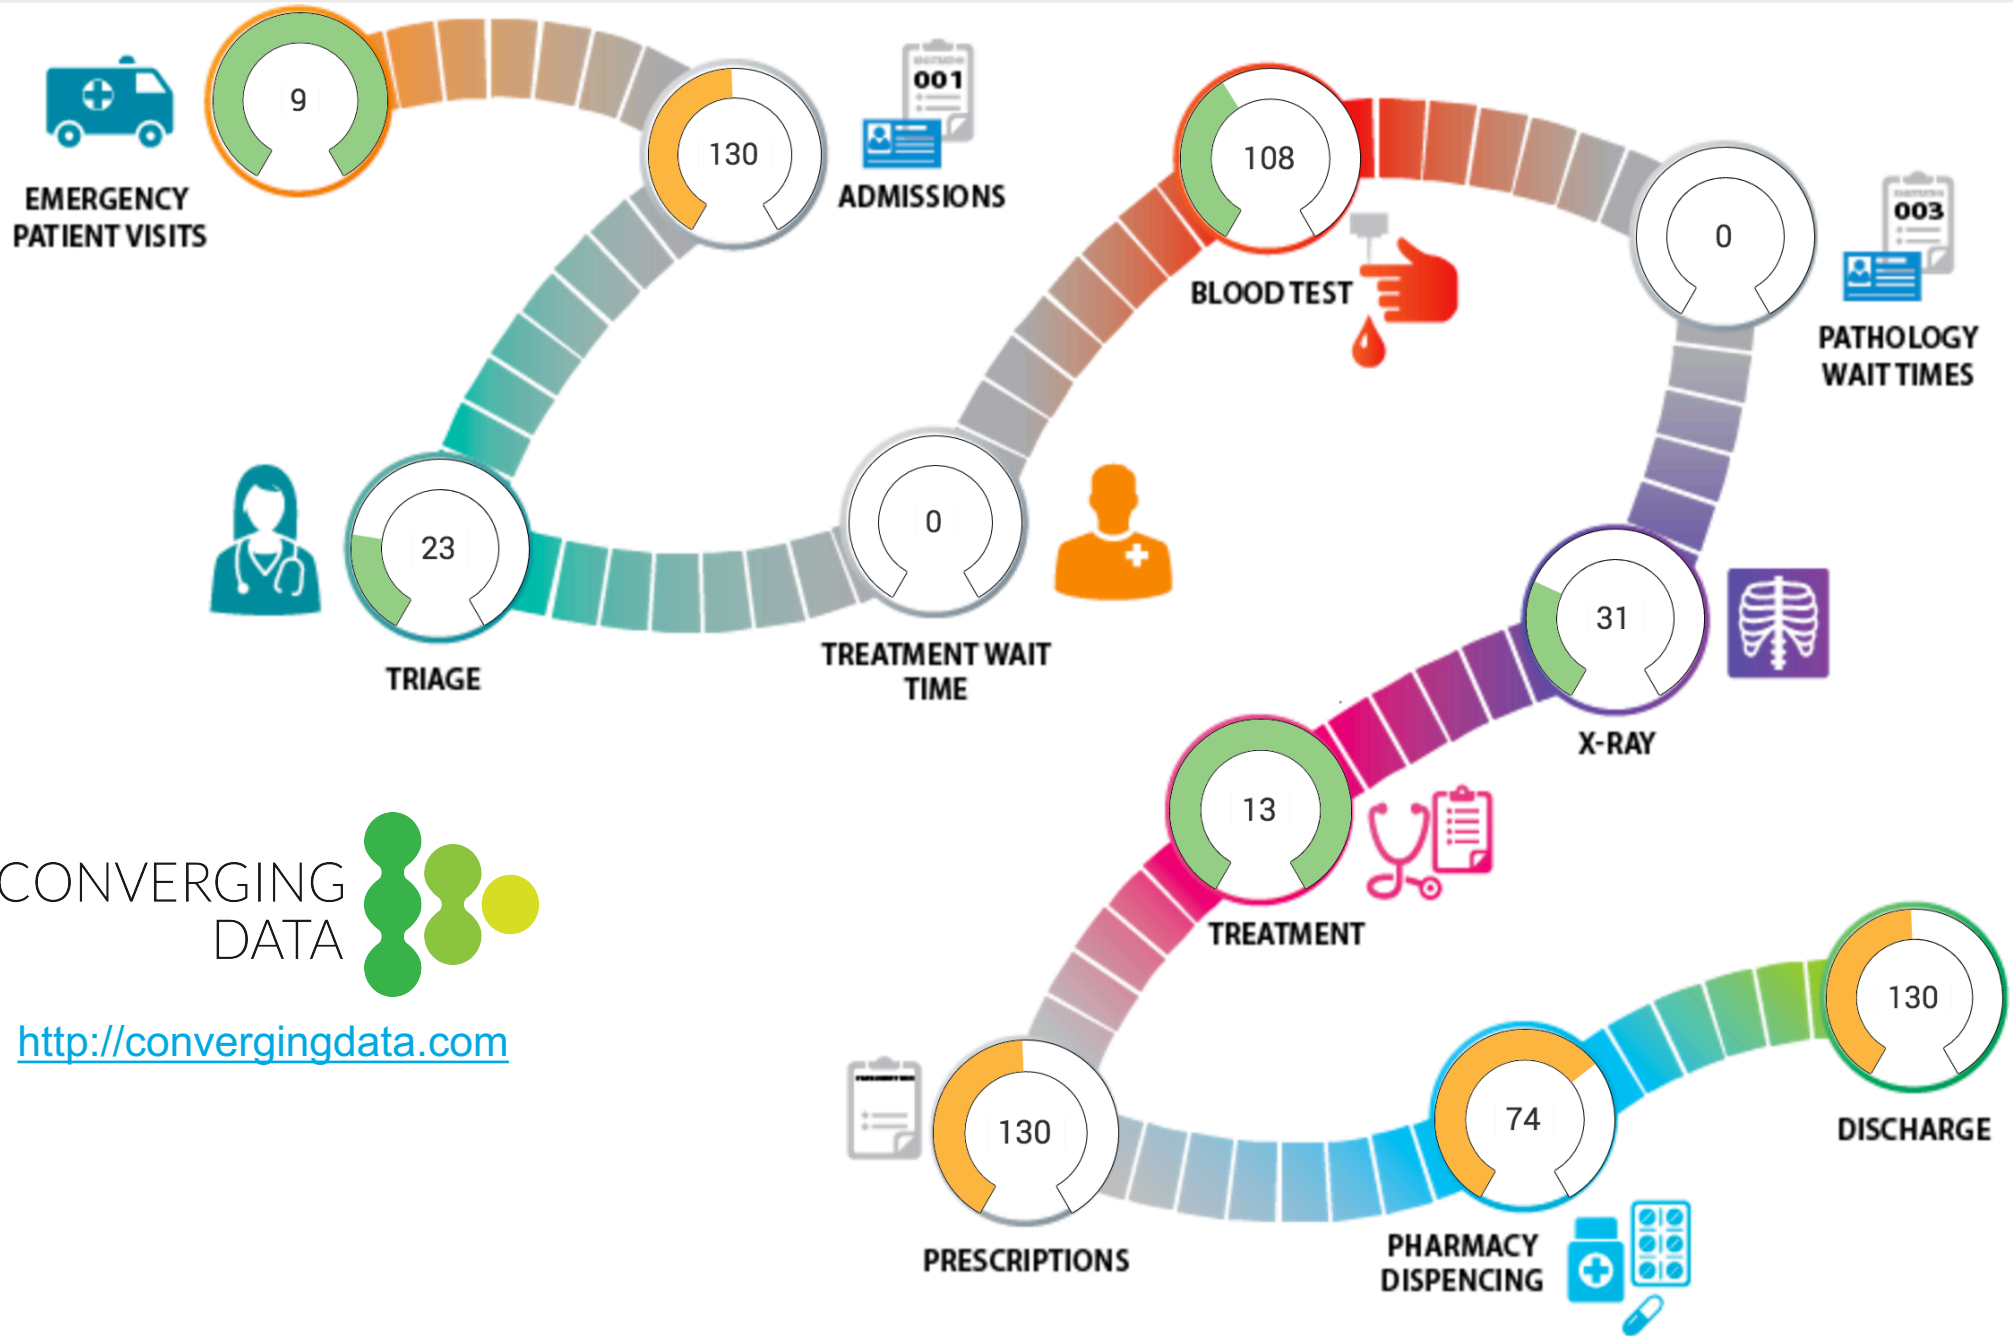 9
EMERGENCY
PATIENT VISITS
130
001
ADMISSIONS
23
TRIAGE
0
TREATMENT WAIT
TIME
108
BLOOD TEST
0
003
PATHOLOGY
WAIT TIMES
31
X-RAY
13
TREATMENT
130
PRESCRIPTIONS
74
PHARMACY
DISPENCING
130
DISCHARGE
CONVERGING
DATA
http://convergingdata.com